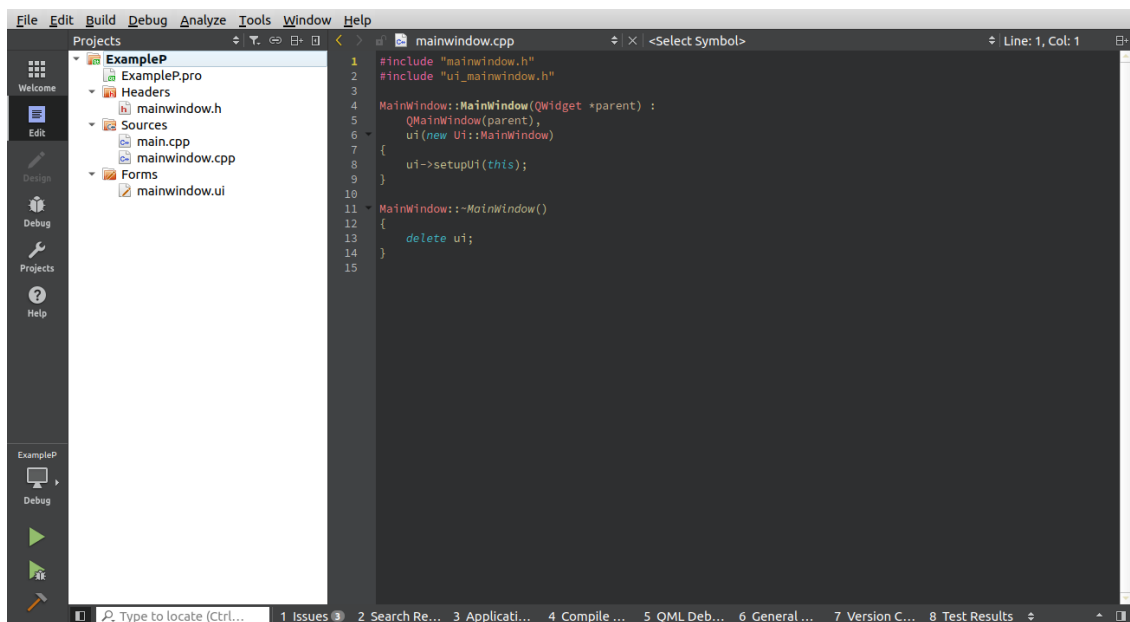 File Edit Build Debug Analyze Tools Window Help
Projects
mainwindow.cpp
<Select Symbol>
Line: 1, Col: 1
Welcome
Edit
Design
Debug
Projects
Help
ExampleP
Debug
ExampleP
ExampleP.pro
Headers
mainwindow.h
Sources
main.cpp
mainwindow.cpp
Forms
mainwindow.ui
1 #include "mainwindow.h"
2 #include "ui_mainwindow.h"
3
4 MainWindow::MainWindow(QWidget *parent) :
5     QMainWindow(parent),
6     ui(new Ui::MainWindow)
7 {
8     ui->setupUi(this);
9 }
10
11 MainWindow::~MainWindow()
12 {
13     delete ui;
14 }
15
Type to locate (Ctrl...
1 Issues 3 2 Search Re... 3 Applicati... 4 Compile ... 5 QML Deb... 6 General ... 7 Version C... 8 Test Results